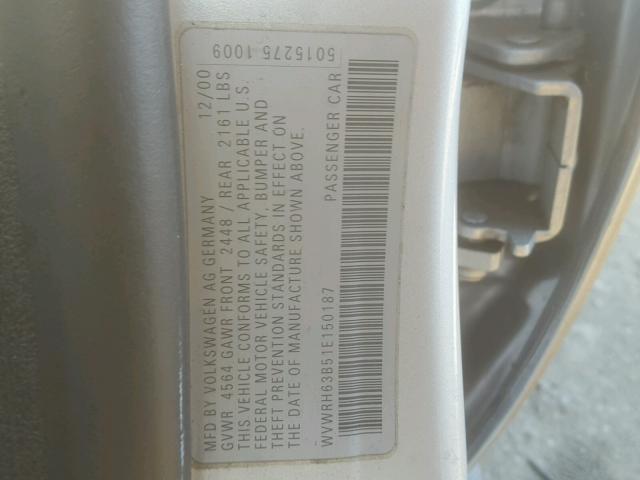 MFD BY VOLKSWAGEN AG GERMANY 12/00 5015275 1009
GVWR 4564 GAWR FRONT 2448 / REAR 2161 LBS
THIS VEHICLE CONFORMS TO ALL APPLICABLE U.S.
FEDERAL MOTOR VEHICLE SAFETY, BUMPER AND
THEFT PREVENTION STANDARDS IN EFFECT ON
THE DATE OF MANUFACTURE SHOWN ABOVE.
WVWRH63B51E150187 PASSENGER CAR